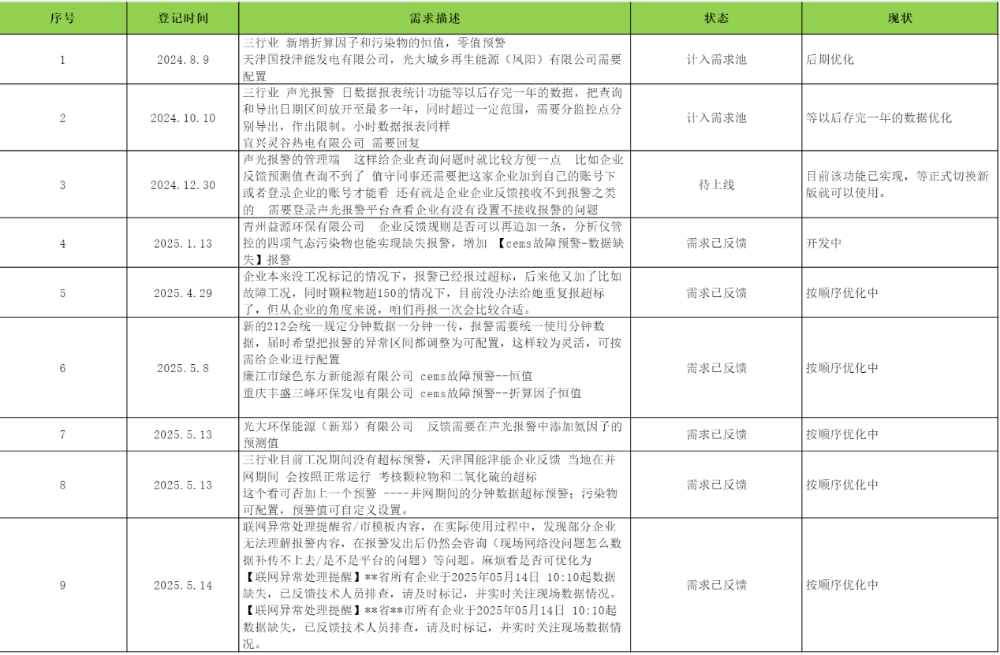 序号 登记时间 需求描述 状态 现状
1 2024.8.9 三行业 新增折算因子和污染物的恒值，零值预警
天津国投津能发电有限公司，光大城乡再生能源（凤阳）有限公司需要
配置 计入需求池 后期优化
2 2024.10.10 三行业 声光报警 日数据报表统计功能等以后存完一年的数据，把查询
和导出日期区间放开至最多一年，同时超过一定范围，需要分监控点分
别导出，作出限制。小时数据报表同样
宜兴灵谷热电有限公司 需要回复 计入需求池 等以后存完一年的数据优化
3 2024.12.30 声光报警的管理端 这样给企业查询问题时就比较方便一点 比如企业
反馈预测值查询不到了 值守同事还需要把这家企业加到自己的账号下
或者登录企业的账号才能看 还有就是企业企业反馈接收不到报警之类
的 需要登录声光报警平台查看企业有没有设置不接收报警的问题 待上线 目前该功能已实现，等正式切换新
版就可以使用。
4 2025.1.13 青州益源环保有限公司 企业反馈规则是否可以再追加一条，分析仪管
控的四项气态污染物也能实现缺失报警，增加 【cems故障预警-数据缺
失】报警 需求已反馈 开发中
5 2025.4.29 企业本来没工况标记的情况下，报警已经报过超标，后来他又加了比如
故障工况，同时颗粒物超150的情况下，目前没办法给她重复报超标
了，但从企业的角度来说，咱们再报一次会比较合适。 需求已反馈 按顺序优化中
6 2025.5.8 新的212会统一规定分钟数据一分钟一传，报警需要统一使用分钟数
据，届时希望把报警的异常区间都调整为可配置，这样较为灵活，可按
需给企业进行配置
廉江市绿色东方新能源有限公司 cems故障预警--恒值
重庆丰盛三峰环保发电有限公司 cems故障预警--折算因子恒值 需求已反馈 按顺序优化中
7 2025.5.13 光大环保能源（新郑）有限公司 反馈需要在声光报警中添加氨因子的
预测值 需求已反馈 按顺序优化中
8 2025.5.13 三行业目前工况期间没有超标预警，天津国能津能企业反馈 当地在并
网期间 会按照正常运行 考核颗粒物和二氧化硫的超标
这个看可否加上一个预警 ----并网期间的分钟数据超标预警；污染物
可配置，预警值可自定义设置。 需求已反馈 按顺序优化中
9 2025.5.14 联网异常处理提醒省/市模板内容，在实际使用过程中，发现部分企业
无法理解报警内容，在报警发出后仍然会咨询（现场网络没问题怎么数
据补传不上去/是不是平台的问题）等问题。麻烦看是否可优化为
【联网异常处理提醒】**省所有企业于2025年05月14日 10:10起数据
缺失，已反馈技术人员排查，请及时标记，并实时关注现场数据情况。
【联网异常处理提醒】**省**市所有企业于2025年05月14日 10:10起
数据缺失，已反馈技术人员排查，请及时标记，并实时关注现场数据情
况。 需求已反馈 按顺序优化中